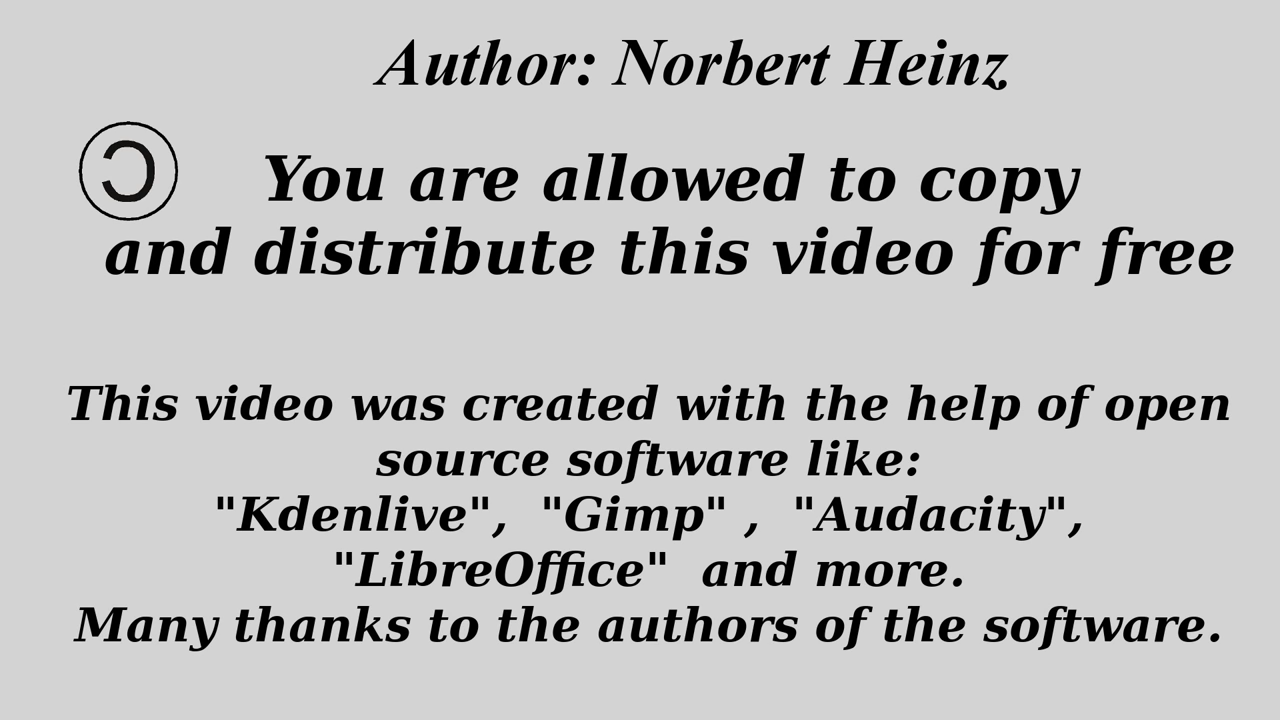 Author: Norbert Heinz
Ɔ
You are allowed to copy
and distribute this video for free
This video was created with the help of open
source software like:
"Kdenlive",  "Gimp" ,  "Audacity",
"LibreOffice"  and more.
Many thanks to the authors of the software.